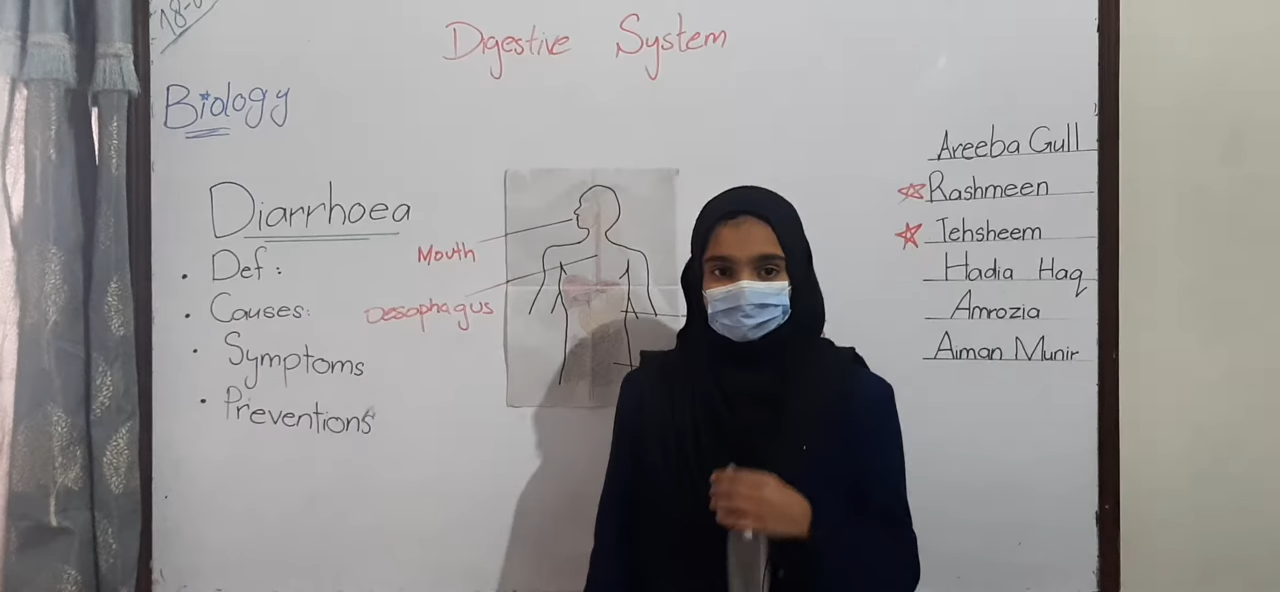 18-
Digestive System
Biology
Diarrhoea
• Def:
• Causes:
• Symptoms
• Preventions
Mouth
Oesophagus
Areeba Gull
Rashmeen
Tehsheem
Hadia Haq
Amrozia
Aiman Munir